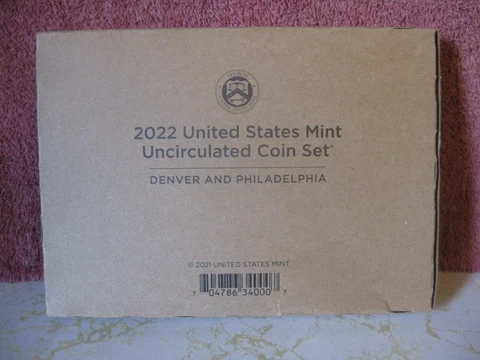 2022 United States Mint
Uncirculated Coin Set®
DENVER AND PHILADELPHIA
© 2021 UNITED STATES MINT
7 04786 34000 7